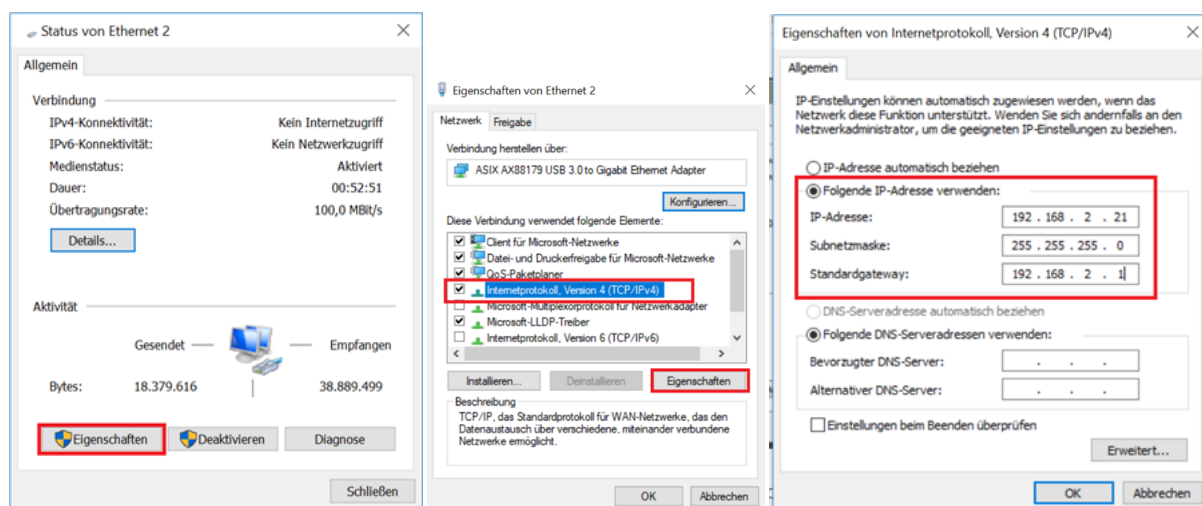 Status von Ethernet 2
Allgemein
Verbindung
IPv4-Konnektivität: Kein Internetzugriff
IPv6-Konnektivität: Kein Netzwerkzugriff
Medienstatus: Aktiviert
Dauer: 00:52:51
Übertragungsrate: 100,0 MBit/s
Details...
Aktivität
Gesendet
Empfangen
Bytes: 18.379.616 38.889.499
Eigenschaften Deaktivieren Diagnose
Schließen
Eigenschaften von Ethernet 2
Netzwerk Freigabe
Verbindung herstellen über:
ASIX AX88179 USB 3.0 to Gigabit Ethernet Adapter
Konfigurieren...
Diese Verbindung verwendet folgende Elemente:
Client für Microsoft-Netzwerke
Datei- und Druckerfreigabe für Microsoft-Netzwerke
QoS-Paketplaner
Internetprotokoll, Version 4 (TCP/IPv4)
Microsoft-Multiplexorprotokoll für Netzwerkadapter
Microsoft-LLDP-Treiber
Internetprotokoll, Version 6 (TCP/IPv6)
Installieren... Deinstallieren Eigenschaften
Beschreibung
TCP/IP, das Standardprotokoll für WAN-Netzwerke, das den
Datenaustausch über verschiedene, miteinander verbundene
Netzwerke ermöglicht.
OK Abbrechen
Eigenschaften von Internetprotokoll, Version 4 (TCP/IPv4)
Allgemein
IP-Einstellungen können automatisch zugewiesen werden, wenn das
Netzwerk diese Funktion unterstützt. Wenden Sie sich andernfalls an den
Netzwerkadministrator, um die geeigneten IP-Einstellungen zu beziehen.
IP-Adresse automatisch beziehen
Folgende IP-Adresse verwenden:
IP-Adresse: 192 . 168 . 2 . 21
Subnetzmaske: 255 . 255 . 255 . 0
Standardgateway: 192 . 168 . 2 . 1
DNS-Serveradresse automatisch beziehen
Folgende DNS-Serveradressen verwenden:
Bevorzugter DNS-Server: . . .
Alternativer DNS-Server: . . .
Einstellungen beim Beenden überprüfen
Erweitert...
OK Abbrechen